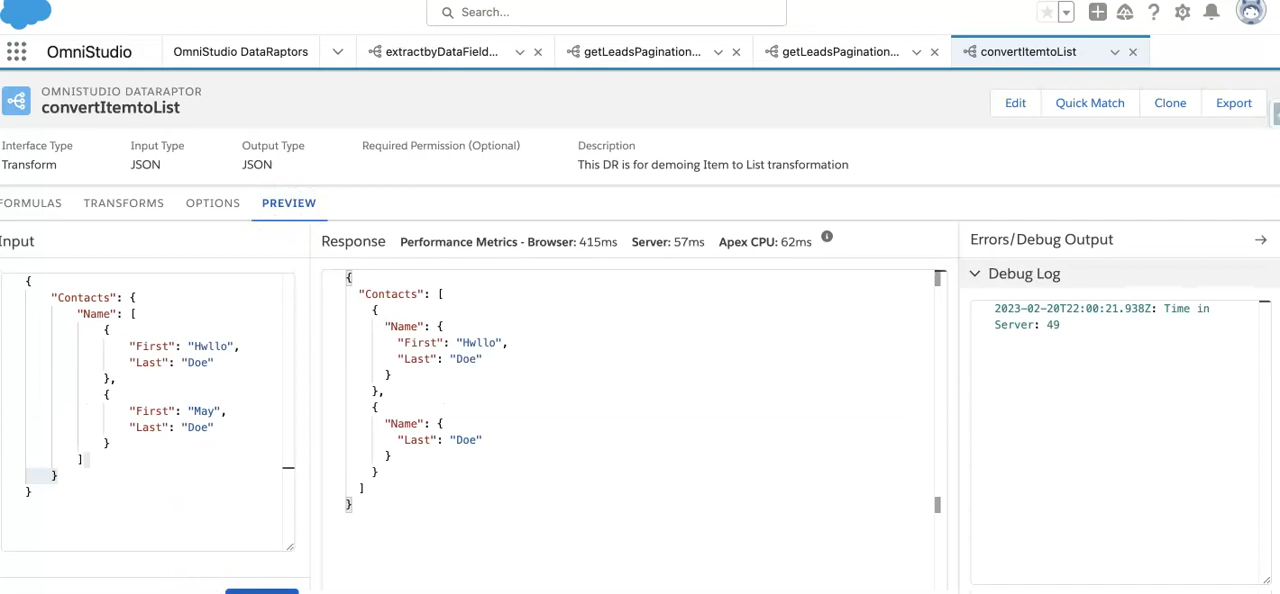 Search...
OmniStudio
OmniStudio DataRaptors
extractbyDataField...
getLeadsPagination...
getLeadsPagination...
convertItemtoList
OMNISTUDIO DATARAPTOR
convertItemtoList
Edit
Quick Match
Clone
Export
Interface Type
Input Type
Output Type
Required Permission (Optional)
Description
Transform
JSON
JSON
This DR is for demoing Item to List transformation
FORMULAS
TRANSFORMS
OPTIONS
PREVIEW
Input
{
"Contacts": {
"Name": [
{
"First": "Hwllo",
"Last": "Doe"
},
{
"First": "May",
"Last": "Doe"
}
]
}
}
Response
Performance Metrics - Browser: 415ms Server: 57ms Apex CPU: 62ms
{
"Contacts": [
{
"Name": {
"First": "Hwllo",
"Last": "Doe"
}
},
{
"Name": {
"Last": "Doe"
}
}
]
}
Errors/Debug Output
Debug Log
2023-02-20T22:00:21.938Z: Time in
Server: 49